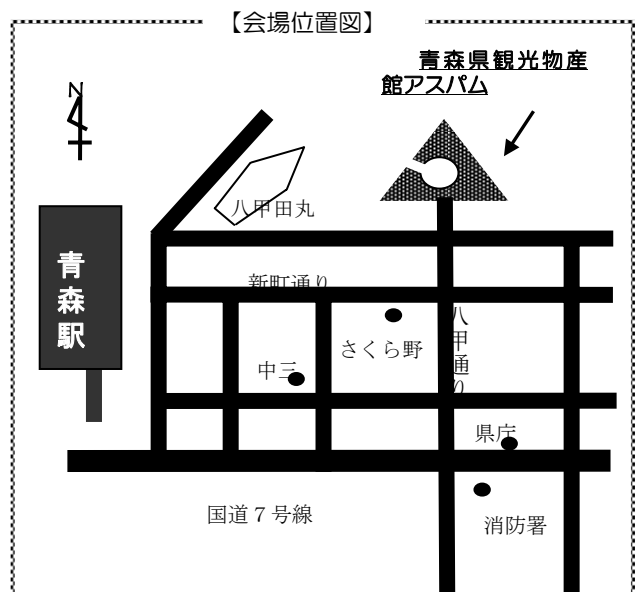 【会場位置図】
青森県観光物産
館アスパム
N
八甲田丸
青森駅
新町通り
八甲通り
さくら野
中三
県庁
国道７号線
消防署